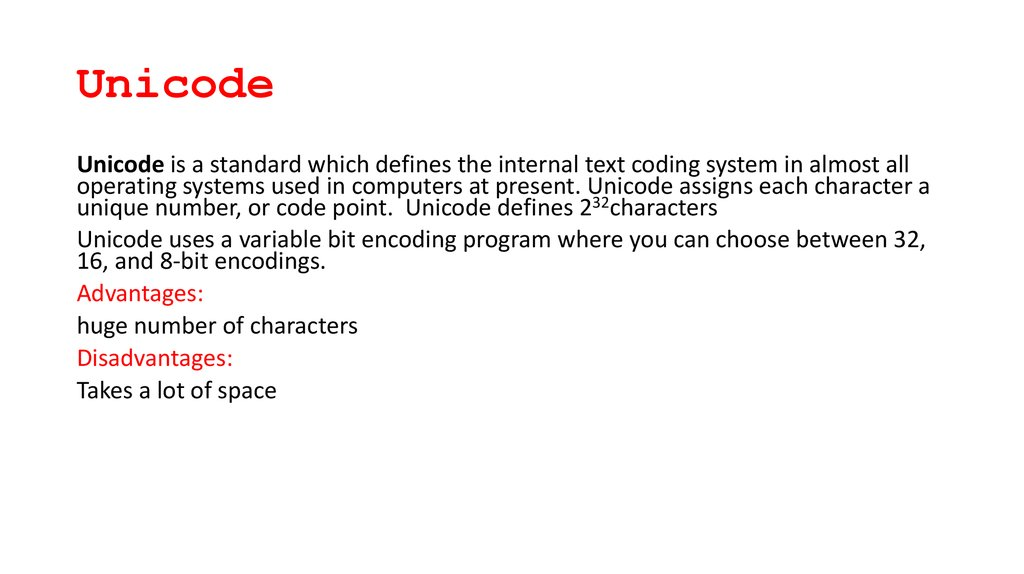 Unicode
Unicode is a standard which defines the internal text coding system in almost all
operating systems used in computers at present. Unicode assigns each character a
unique number, or code point.  Unicode defines 2³²characters
Unicode uses a variable bit encoding program where you can choose between 32,
16, and 8-bit encodings.
Advantages:
huge number of characters
Disadvantages:
Takes a lot of space